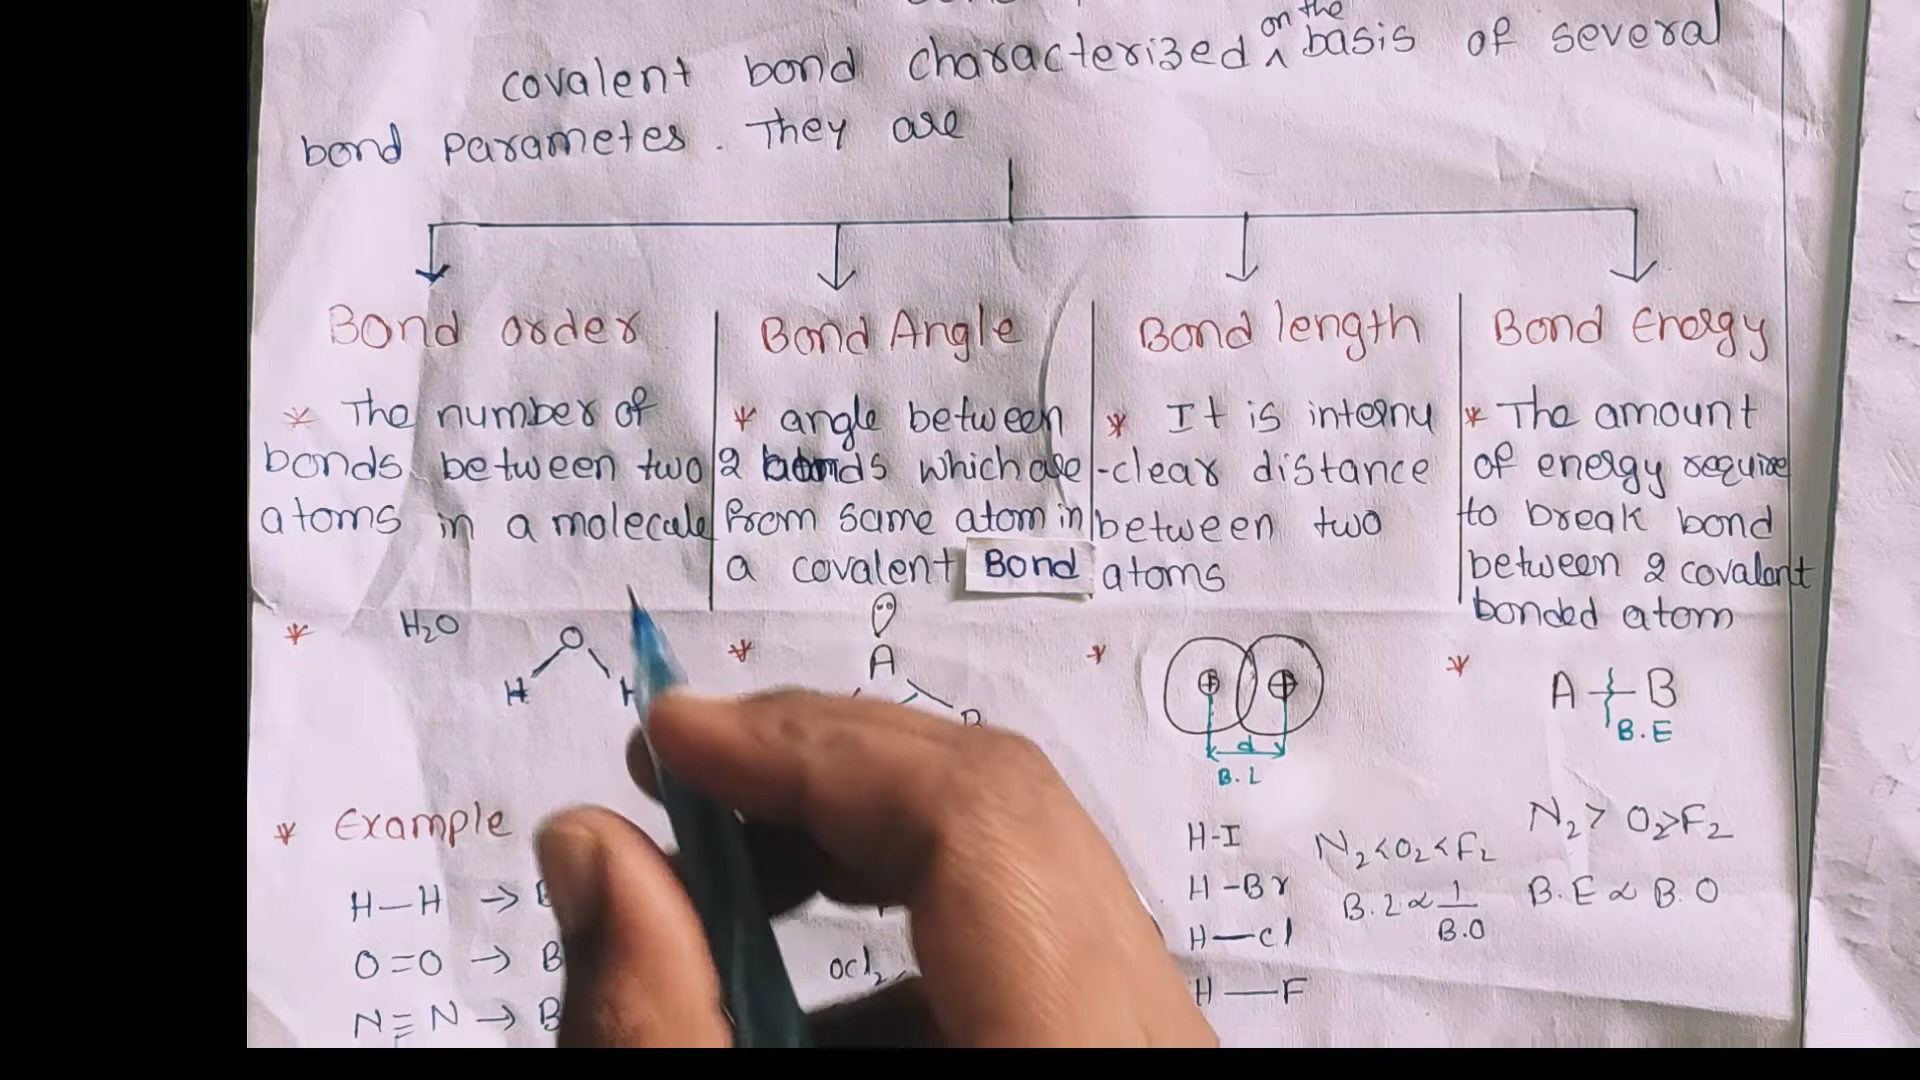 on the
covalent bond characterized ^ basis of several
bond parametes. They are
Bond order
* The number of
bonds between two
atoms in a molecule
* H₂O
O
H
* Example
H—H →
O=O → B
N≡N → B
Bond Angle
* angle between
2 bonds which are
from same atom in
a covalent Bond
*
A
OCl₂
Bond length
* It is interny
-clear distance
between two
atoms
*
d
B.L
H-I
H-Br
H—Cl
H—F
N₂<O₂<F₂
B.L∝1/B.O
Bond Energy
* The amount
of energy require
to break bond
between 2 covalent
bonded atom
* A B
B.E
N₂>O₂>F₂
B.E∝B.O